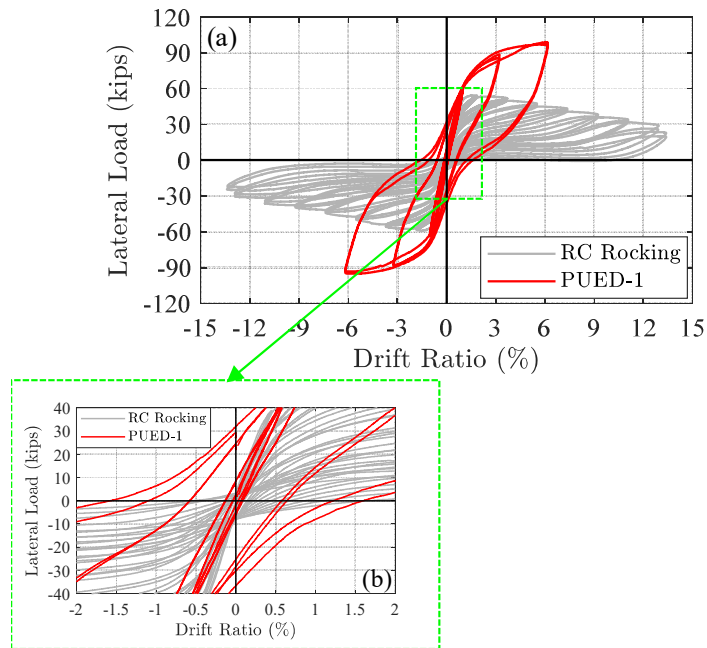 (a)
Lateral Load (kips)
120
90
60
30
0
-30
-60
-90
-120
RC Rocking
PUED-1
-15 -12 -9 -6 -3 0 3 6 9 12 15
Drift Ratio (%)
40
30
20
10
0
-10
-20
-30
-40
Lateral Load (kips)
RC Rocking
PUED-1
(b)
-2 -1.5 -1 -0.5 0 0.5 1 1.5 2
Drift Ratio (%)